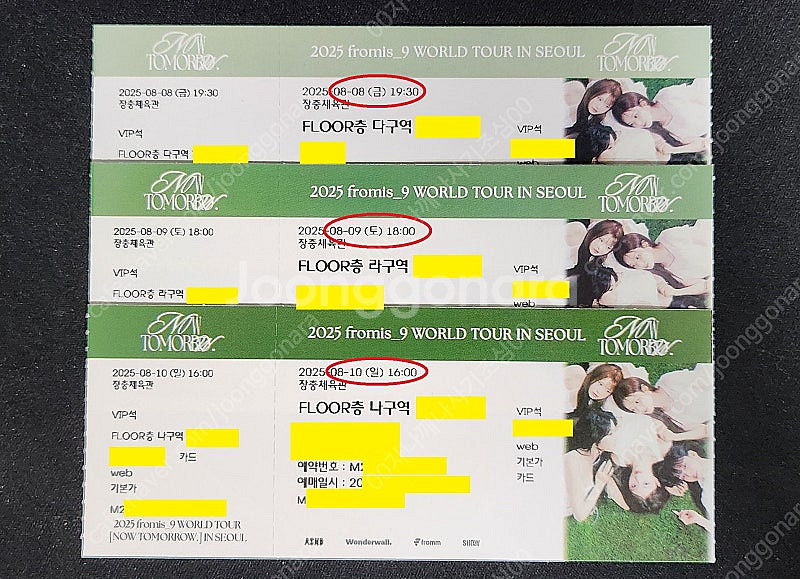 NOW
TOMORROW.
2025 fromis_9 WORLD TOUR IN SEOUL
NOW
TOMORROW.
2025-08-08 (금) 19:30
장충체육관
VIP석
FLOOR층 다구역
2025-08-08 (금) 19:30
장충체육관
FLOOR층 다구역
VIP석
web
NOW
TOMORROW.
2025 fromis_9 WORLD TOUR IN SEOUL
NOW
TOMORROW.
2025-08-09 (토) 18:00
장충체육관
VIP석
FLOOR층 라구역
2025-08-09 (토) 18:00
장충체육관
FLOOR층 라구역
VIP석
web
Joonggonara
NOW
TOMORROW.
2025 fromis_9 WORLD TOUR IN SEOUL
NOW
TOMORROW.
2025-08-10 (일) 16:00
장충체육관
VIP석
FLOOR층 나구역
카드
web
기본가
M2
2025 fromis_9 WORLD TOUR
[NOW TOMORROW.] IN SEOUL
2025-08-10 (일) 16:00
장충체육관
FLOOR층 나구역
예약번호 : M2
예매일시 : 20
M
VIP석
web
기본가
카드
ASND
Wonderwall.
fromm